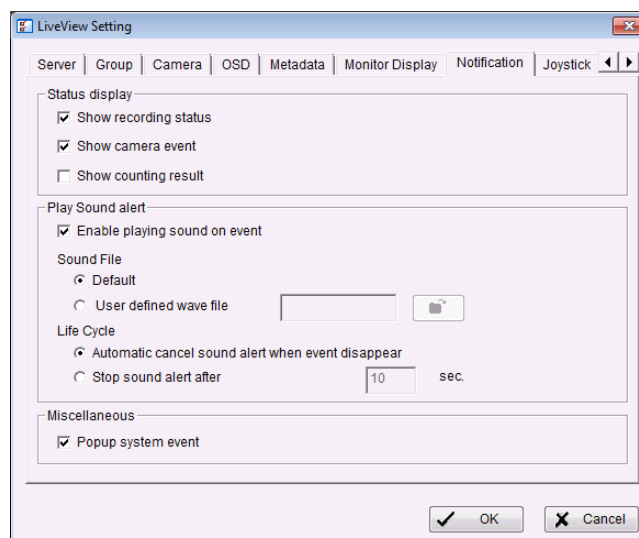 LiveView Setting
Server Group Camera OSD Metadata Monitor Display Notification Joystick
Status display
Show recording status
Show camera event
Show counting result
Play Sound alert
Enable playing sound on event
Sound File
Default
User defined wave file
Life Cycle
Automatic cancel sound alert when event disappear
Stop sound alert after 10 sec.
Miscellaneous
Popup system event
OK Cancel